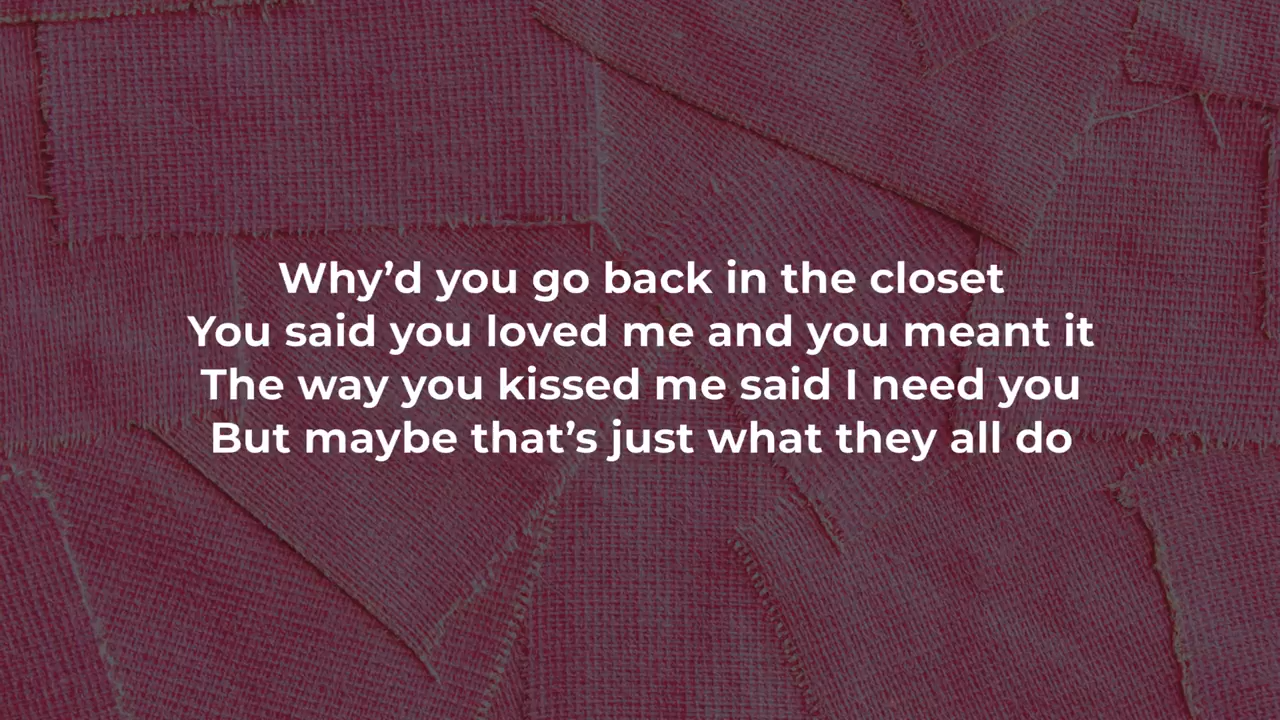 Why’d you go back in the closet
You said you loved me and you meant it
The way you kissed me said I need you
But maybe that’s just what they all do